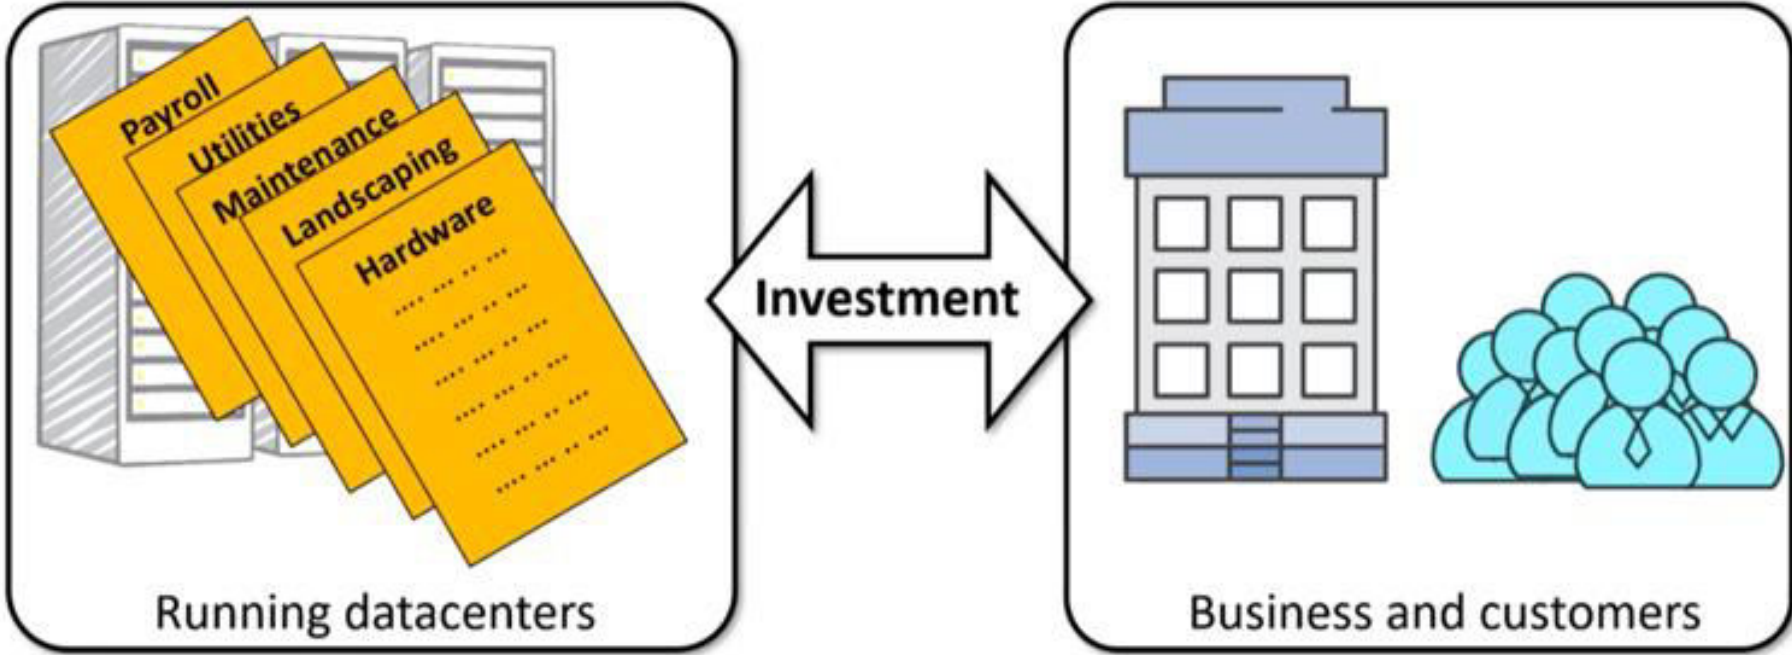 Payroll
Utilities
Maintenance
Landscaping
Hardware
Running datacenters
Investment
Business and customers